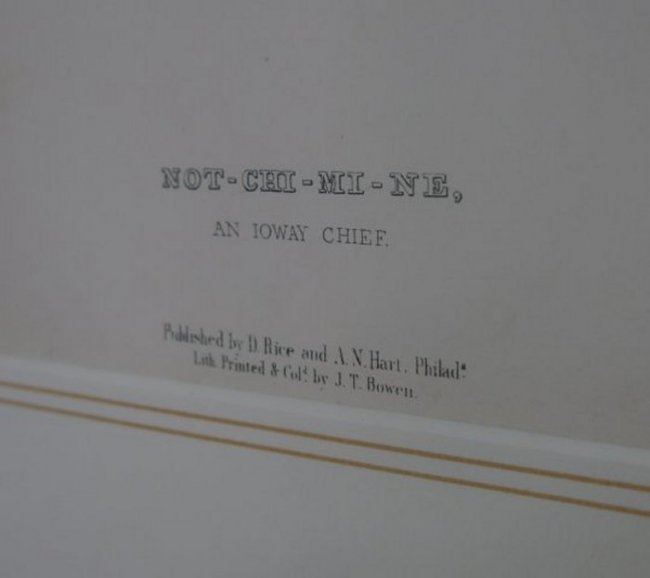 NOT-CHI-MI-NE,
AN IOWAY CHIEF.
Published by D. Rice and A. N. Hart. Philadᵃ
Lith. Printed & Colᵈ by J. T. Bowen.